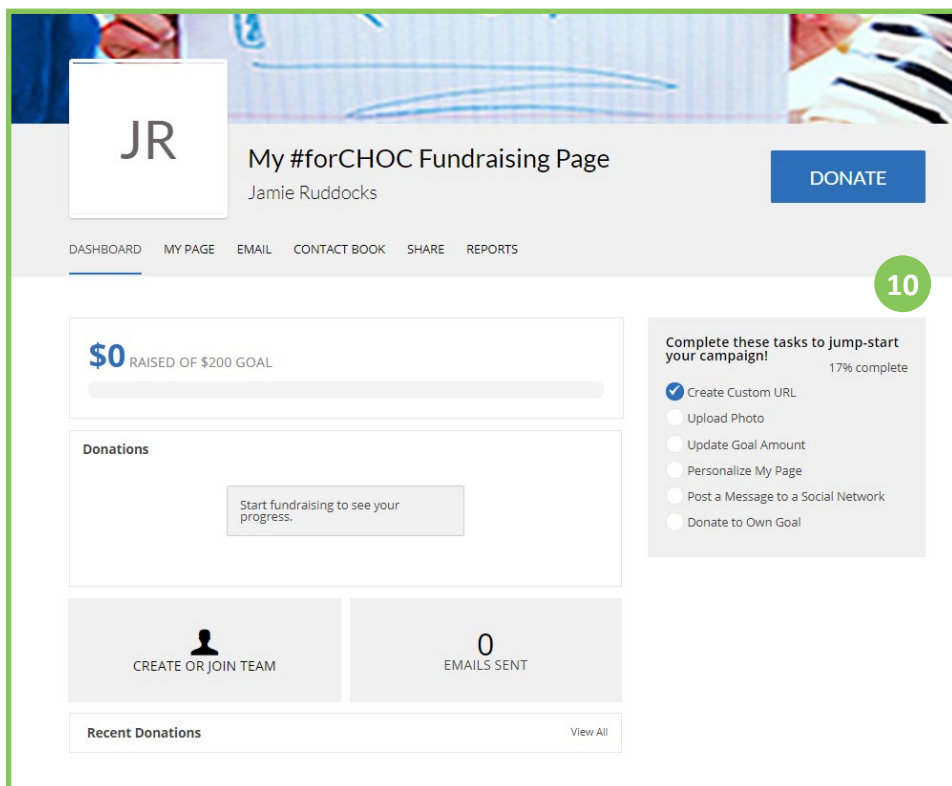 JR
My #forCHOC Fundraising Page
Jamie Ruddocks
DONATE
DASHBOARD MY PAGE EMAIL CONTACT BOOK SHARE REPORTS
10
$0 RAISED OF $200 GOAL
Donations
Start fundraising to see your
progress.
CREATE OR JOIN TEAM
0
EMAILS SENT
Recent Donations View All
Complete these tasks to jump-start
your campaign!
17% complete
Create Custom URL
Upload Photo
Update Goal Amount
Personalize My Page
Post a Message to a Social Network
Donate to Own Goal